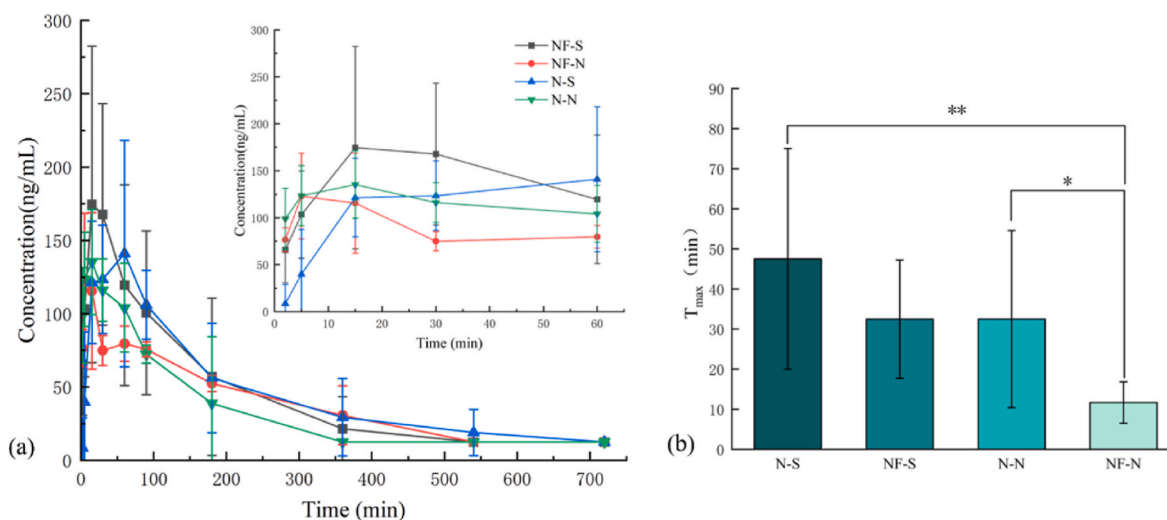 300
250
200
150
100
50
0
Concentration(ng/mL)
0 100 200 300 400 500 600 700
Time (min)
(a)
300
250
200
150
100
50
0
Concentration(ng/mL)
0 10 20 30 40 50 60
Time (min)
NF-S
NF-N
N-S
N-N
90
80
70
60
50
40
30
20
10
0
Tmax (min)
**
*
N-S NF-S N-N NF-N
(b)